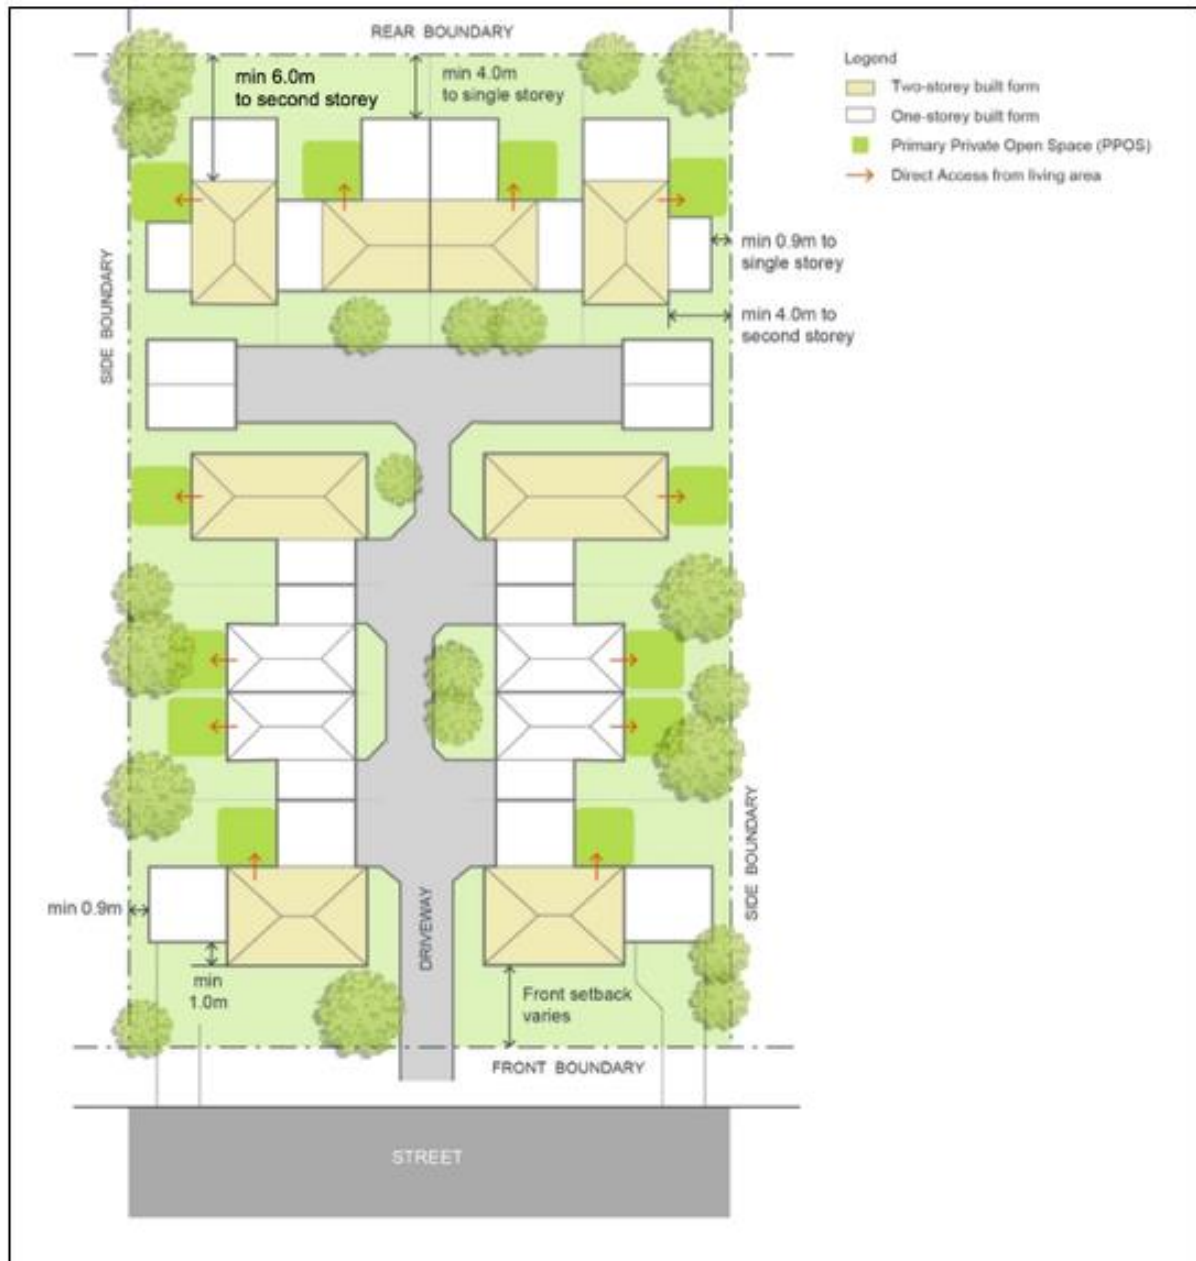 REAR BOUNDARY
min 6.0m
to second storey
min 4.0m
to single storey
Legend
Two-storey built form
One-storey built form
Primary Private Open Space (PPOS)
Direct Access from living area
SIDE BOUNDARY
min 0.9m to
single storey
min 4.0m to
second storey
SIDE BOUNDARY
min 0.9m
min
1.0m
DRIVEWAY
Front setback
varies
FRONT BOUNDARY
STREET